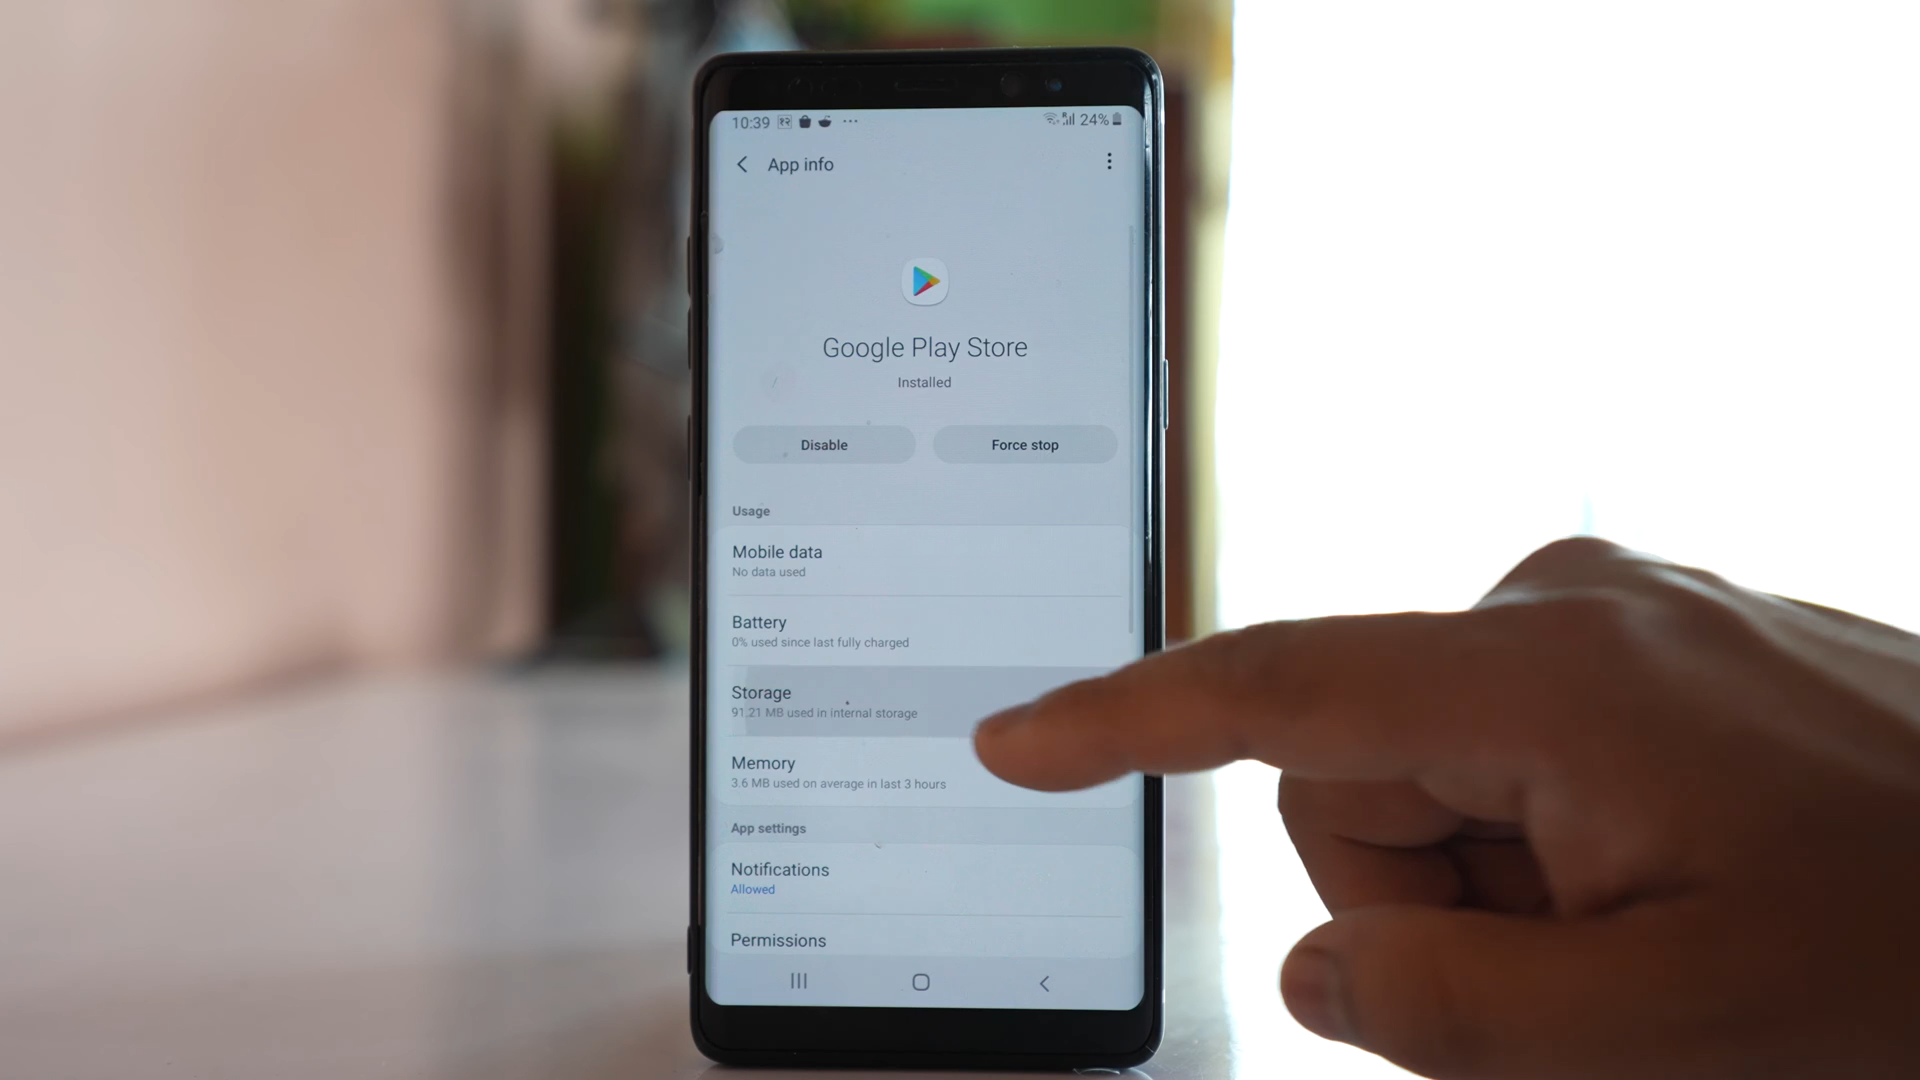 10:39 24%
App info
Google Play Store
Installed
Disable Force stop
Usage
Mobile data
No data used
Battery
0% used since last fully charged
Storage
91.21 MB used in internal storage
Memory
3.6 MB used on average in last 3 hours
App settings
Notifications
Allowed
Permissions